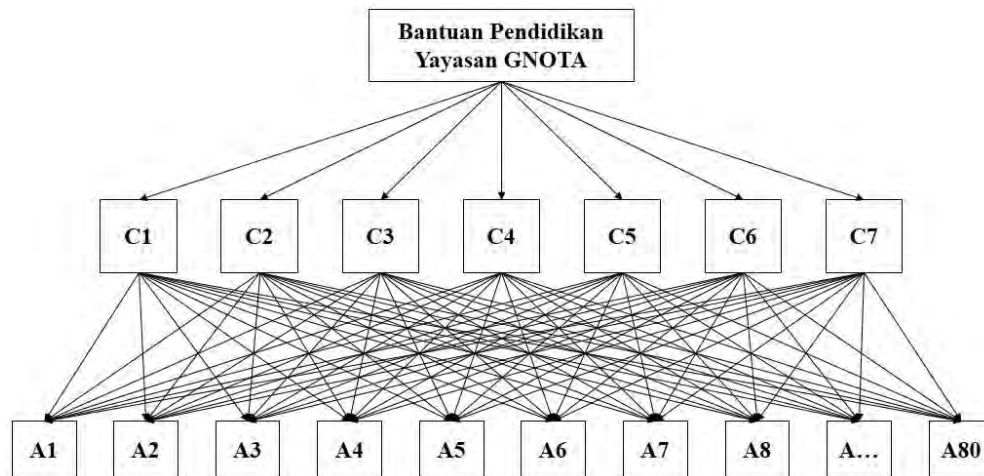 Bantuan Pendidikan
Yayasan GNOTA
C1 C2 C3 C4 C5 C6 C7
A1 A2 A3 A4 A5 A6 A7 A8 A... A80